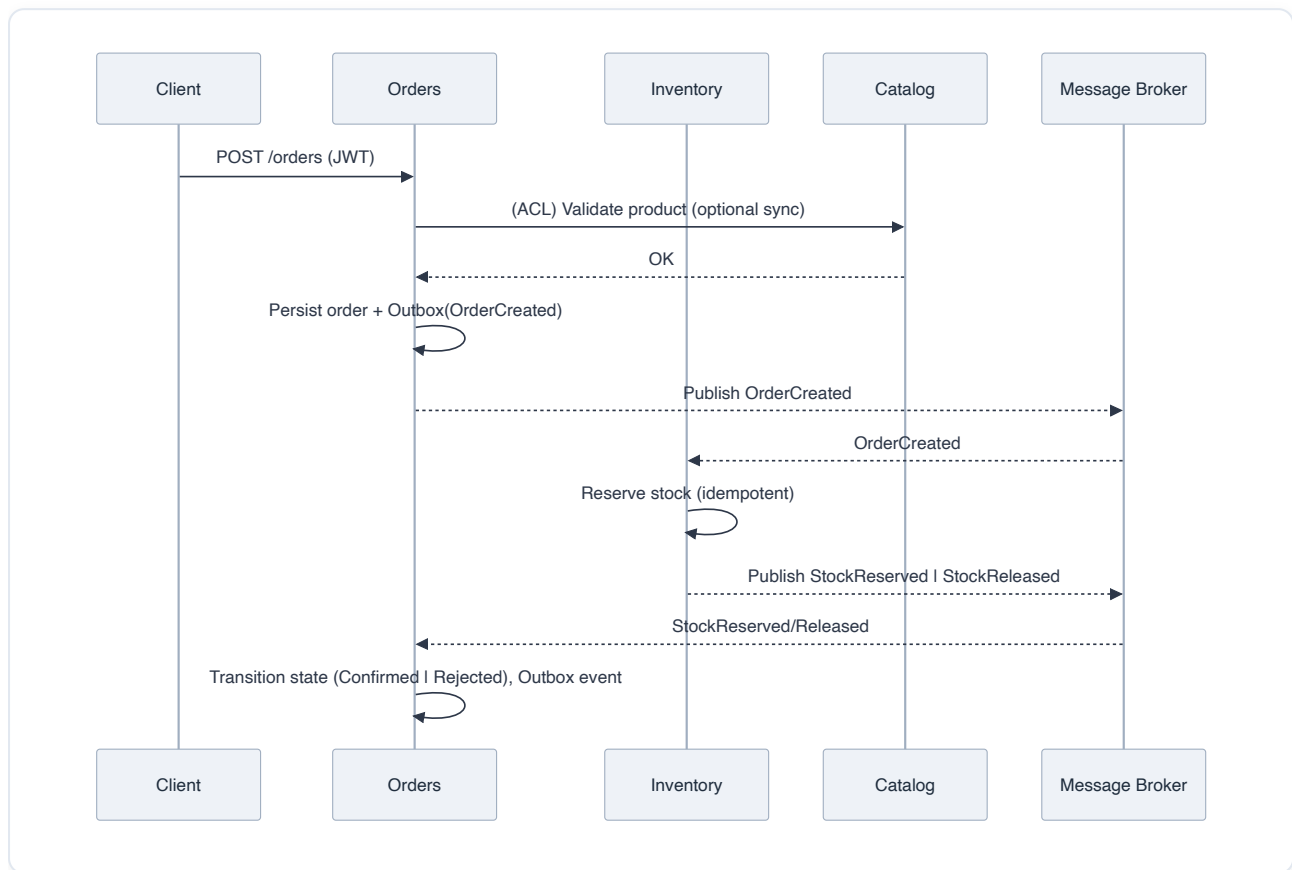 Client
Orders
Inventory
Catalog
Message Broker
POST /orders (JWT)
(ACL) Validate product (optional sync)
OK
Persist order + Outbox(OrderCreated)
Publish OrderCreated
OrderCreated
Reserve stock (idempotent)
Publish StockReserved | StockReleased
StockReserved/Released
Transition state (Confirmed | Rejected), Outbox event
Client
Orders
Inventory
Catalog
Message Broker